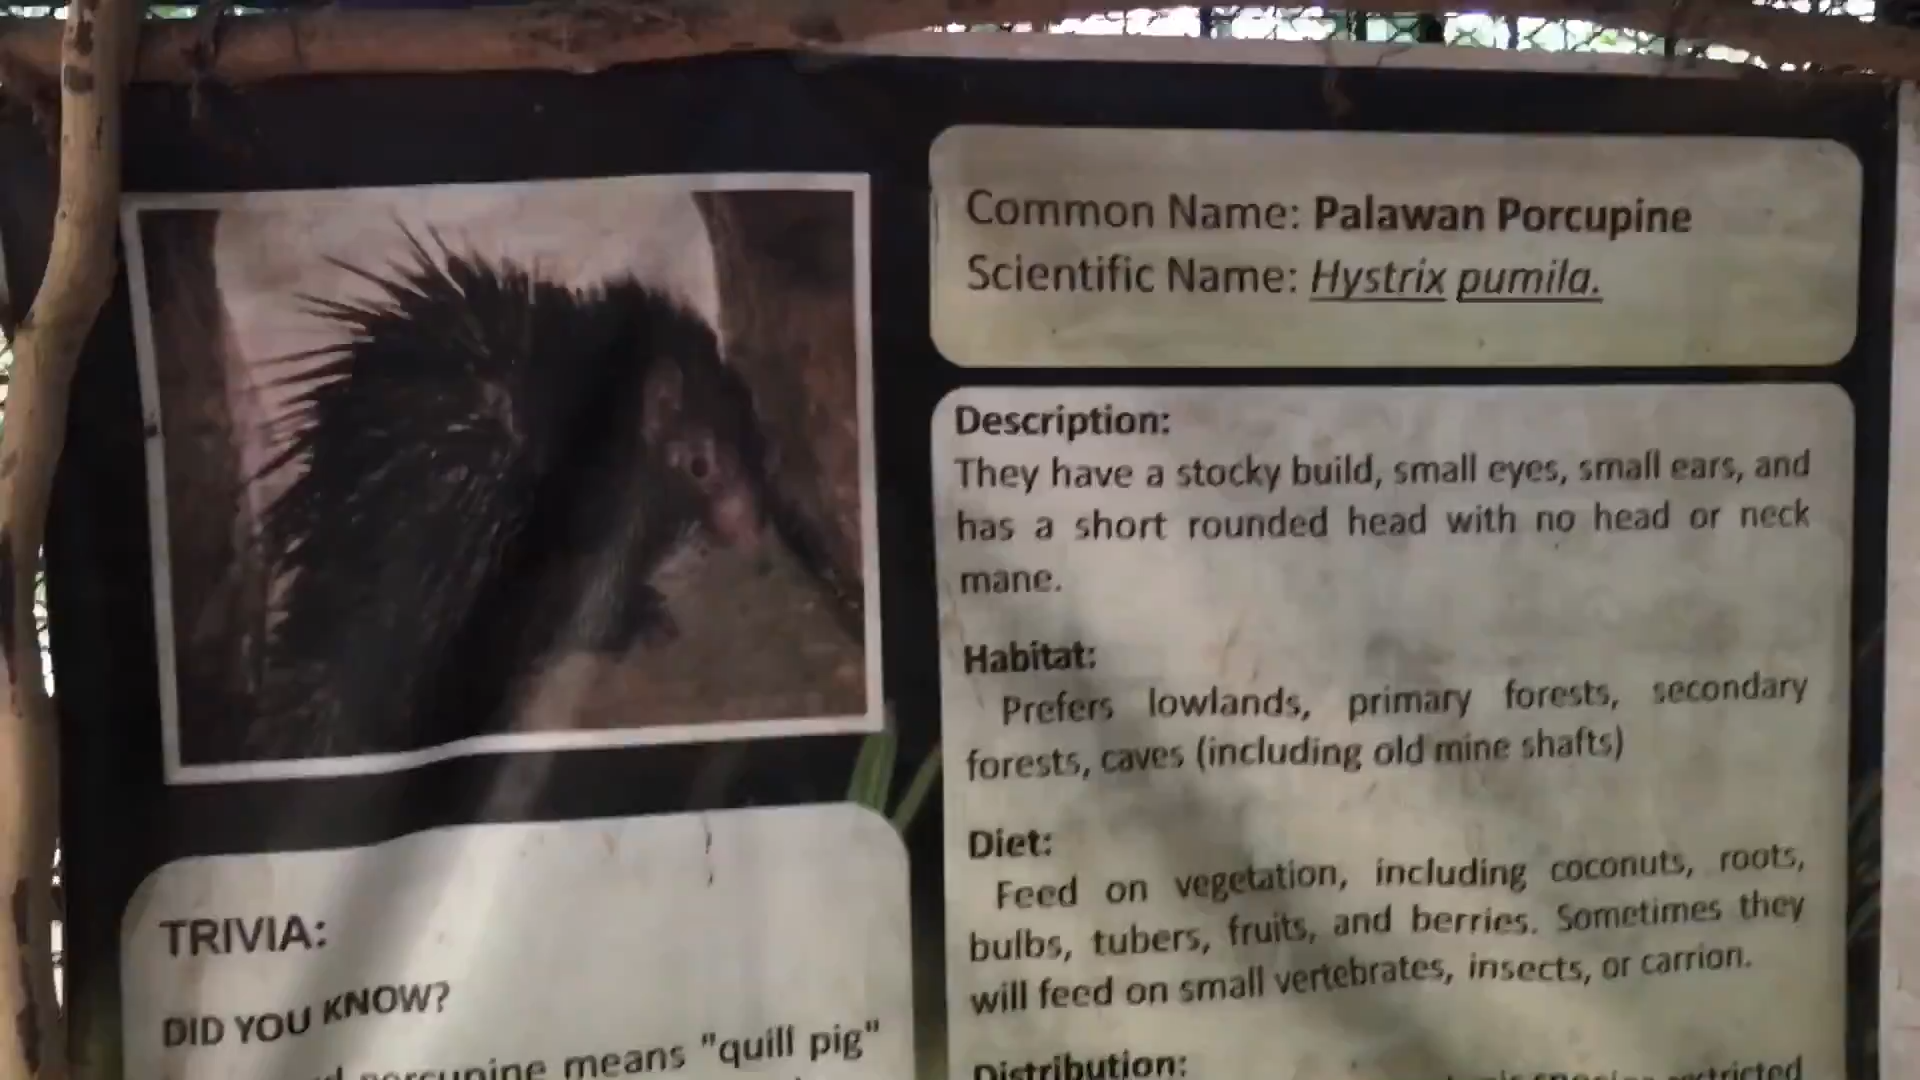 Common Name: Palawan Porcupine
Scientific Name: Hystrix pumila.
Description:
They have a stocky build, small eyes, small ears, and
has a short rounded head with no head or neck
mane.
Habitat:
Prefers lowlands, primary forests, secondary
forests, caves (including old mine shafts)
Diet:
Feed on vegetation, including coconuts, roots,
bulbs, tubers, fruits, and berries. Sometimes they
will feed on small vertebrates, insects, or carrion.
Distribution:
TRIVIA:
DID YOU KNOW?
porcupine means "quill pig"